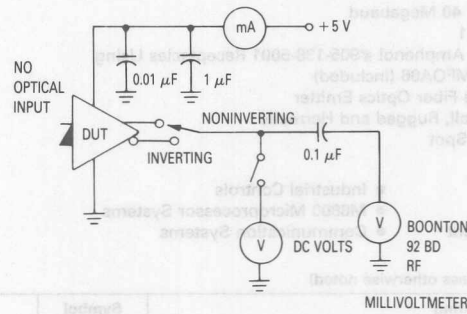 mA
+5 V
NO
OPTICAL
INPUT
0.01 µF
1 µF
DUT
NONINVERTING
INVERTING
0.1 µF
V
DC VOLTS
V
BOONTON
92 BD
RF
MILLIVOLTMETER